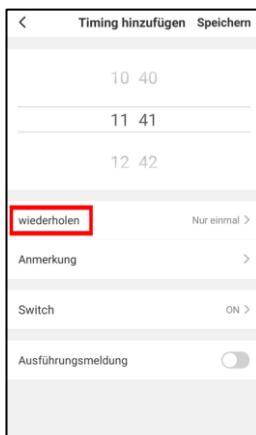 < Timing hinzufügen Speichern
10 40
11 41
12 42
wiederholen Nur einmal >
Anmerkung >
Switch ON >
Ausführungsmeldung